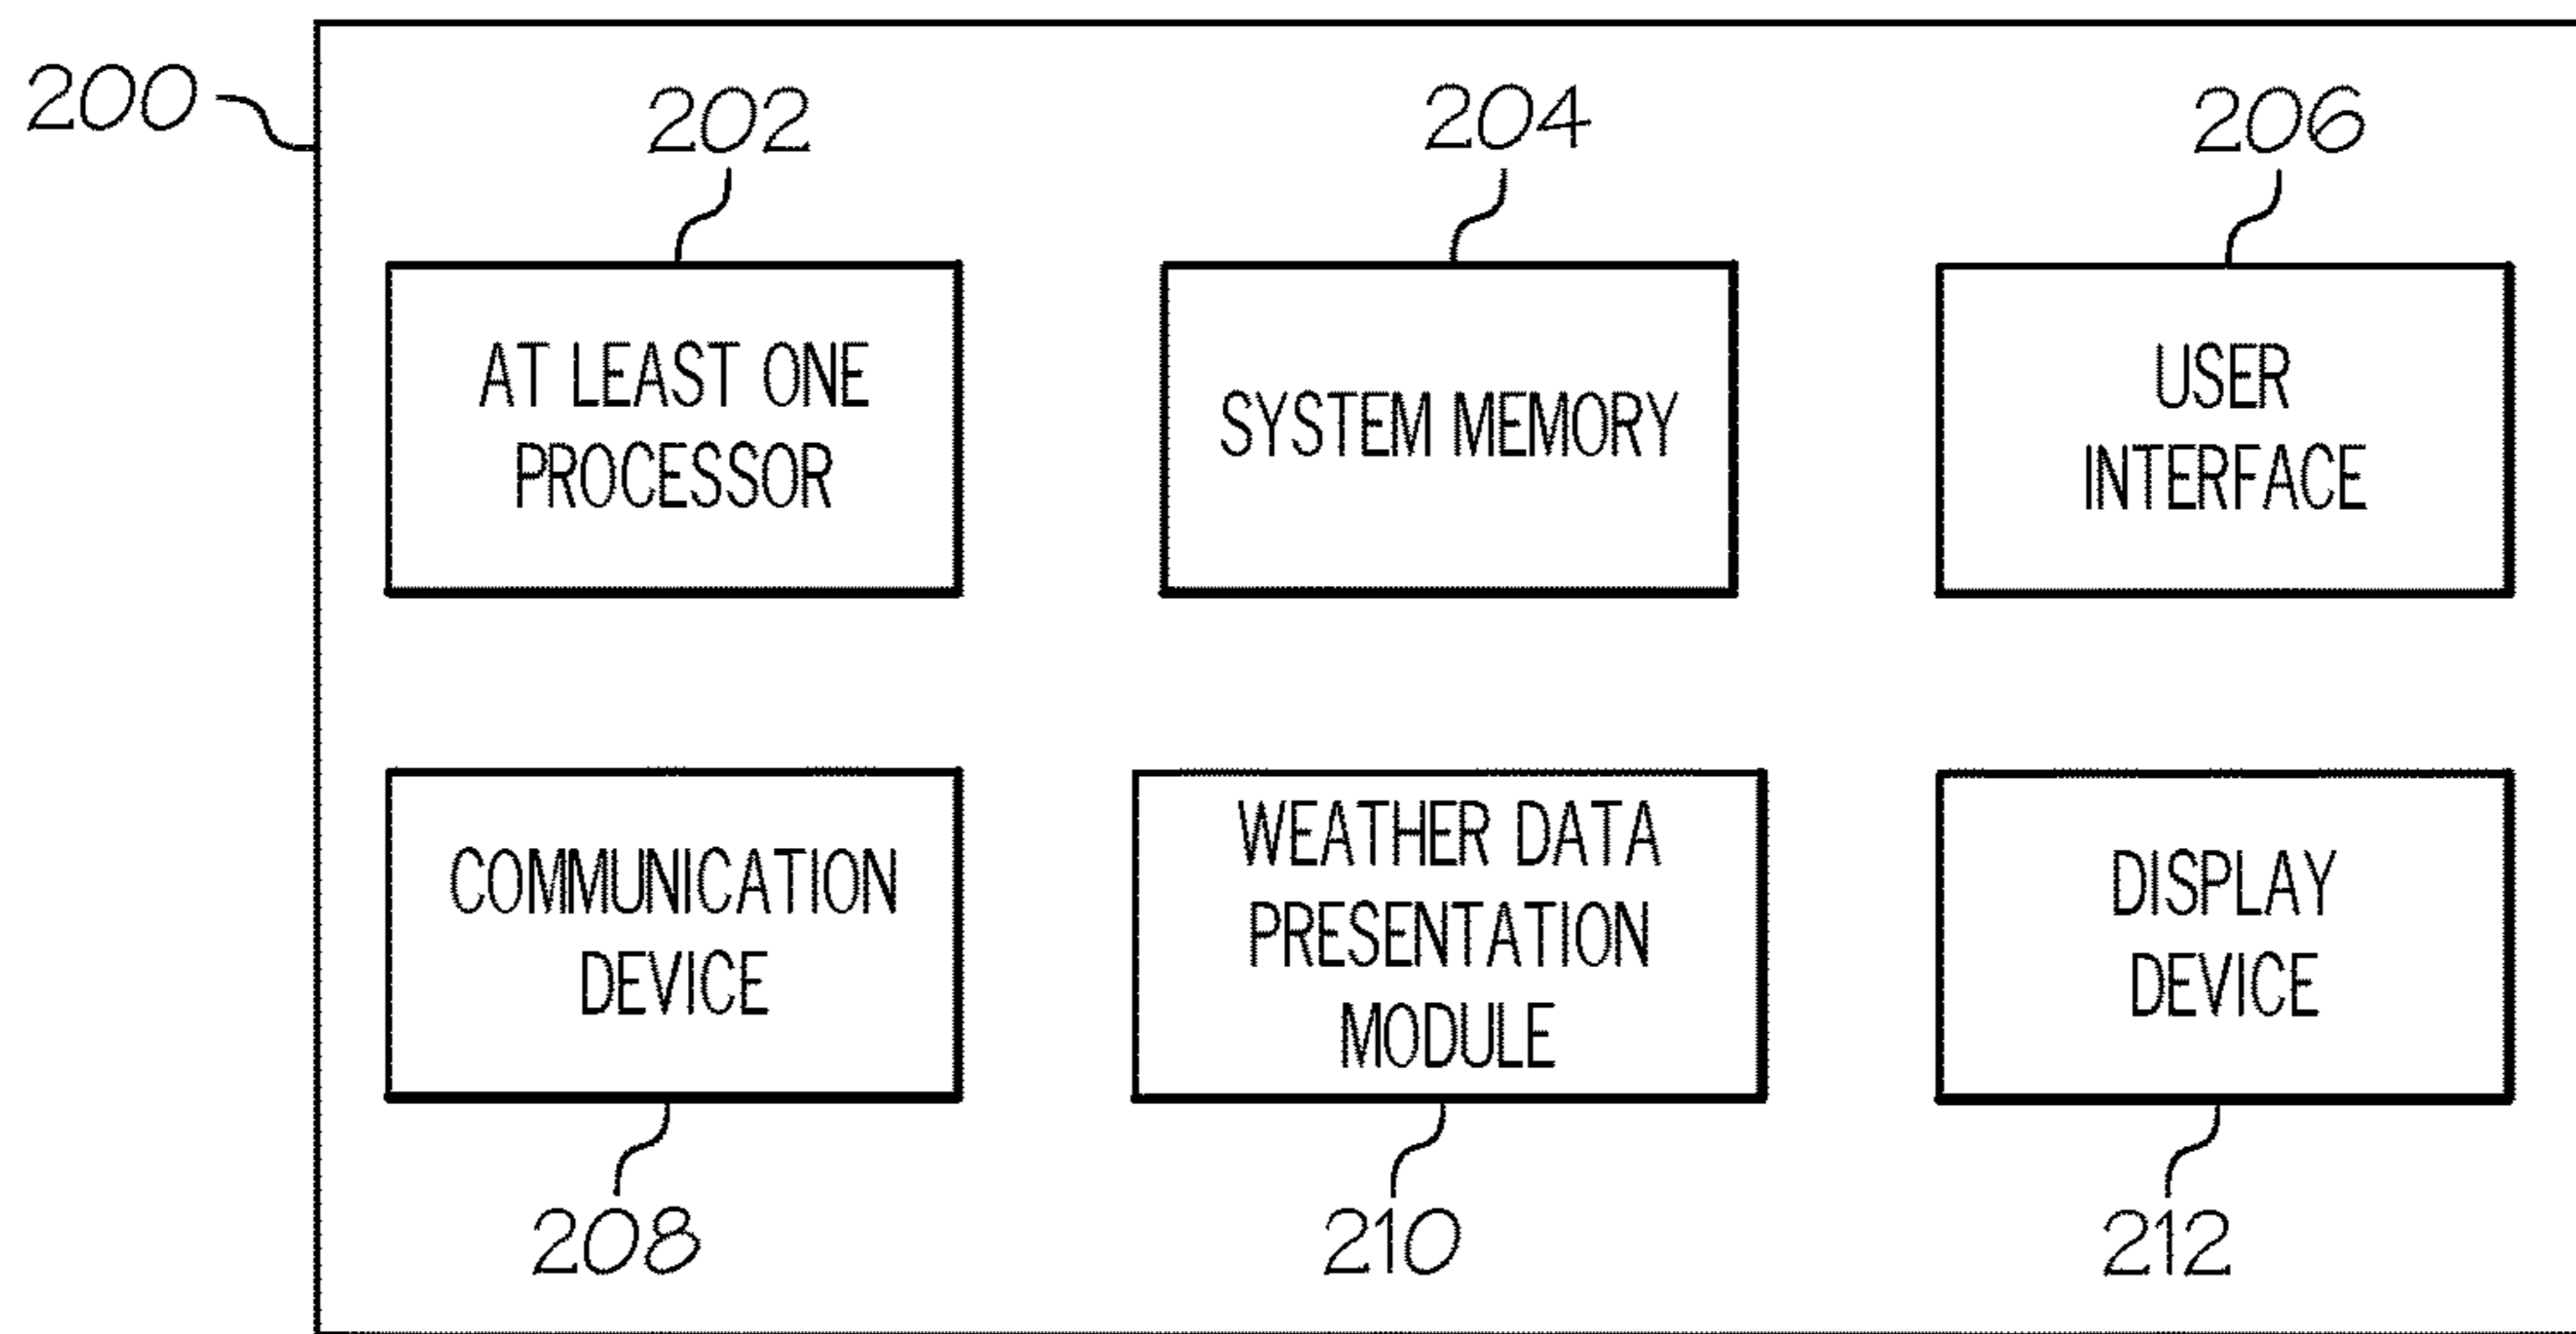 200
202
204
206
AT LEAST ONE
PROCESSOR
SYSTEM MEMORY
USER
INTERFACE
COMMUNICATION
DEVICE
WEATHER DATA
PRESENTATION
MODULE
DISPLAY
DEVICE
208
210
212